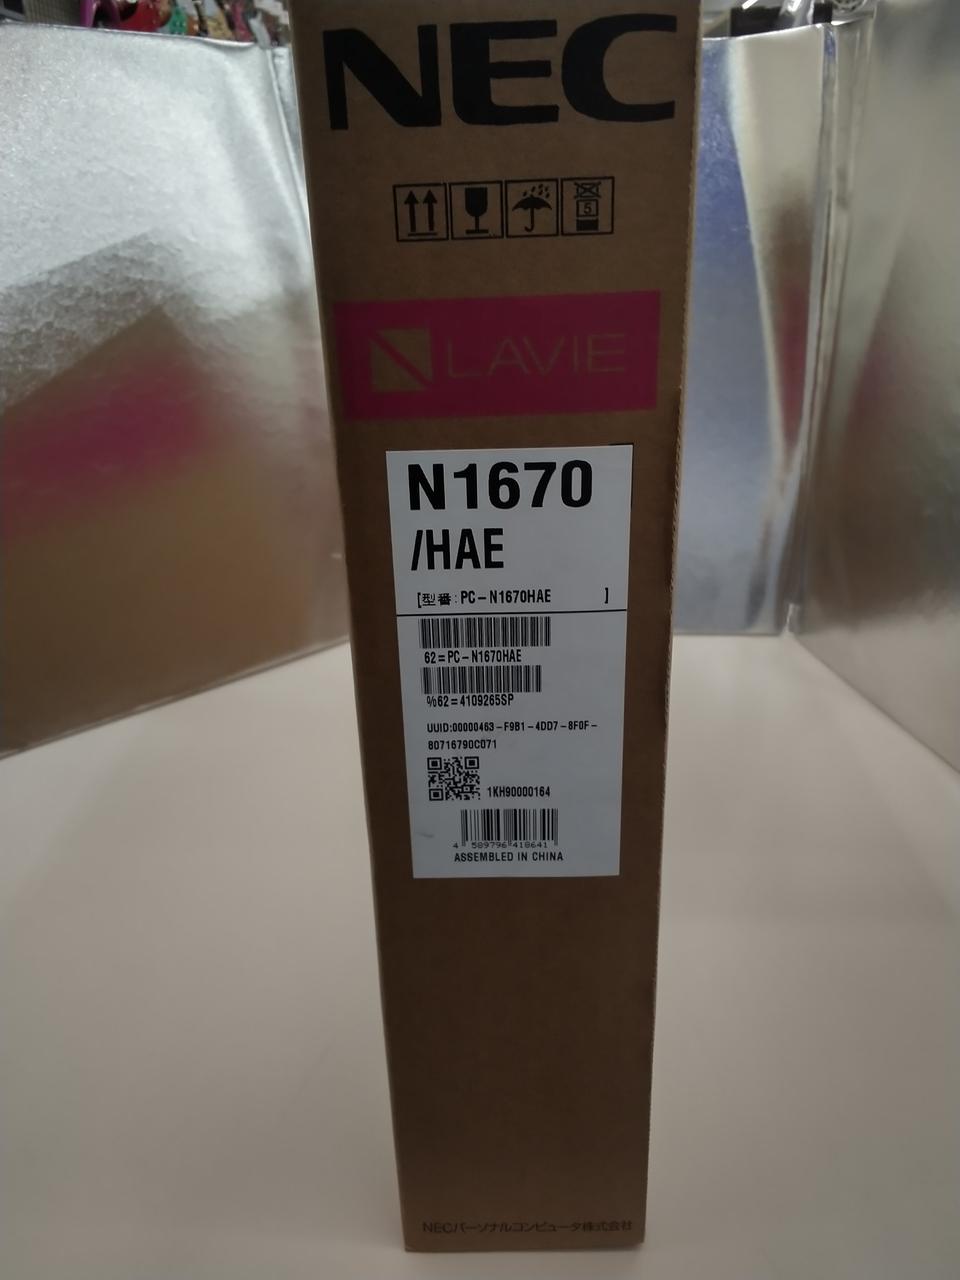 NEC
5
LAVIE
N1670
/HAE
[型番:PC-N1670HAE ]
62=PC-N1670HAE
%62=4109265SP
UUID:00000463-F9B1-4DD7-8F0F-
8D716790C071
1KH90000164
4 589796 418641
ASSEMBLED IN CHINA
NECパーソナルコンピュータ株式会社